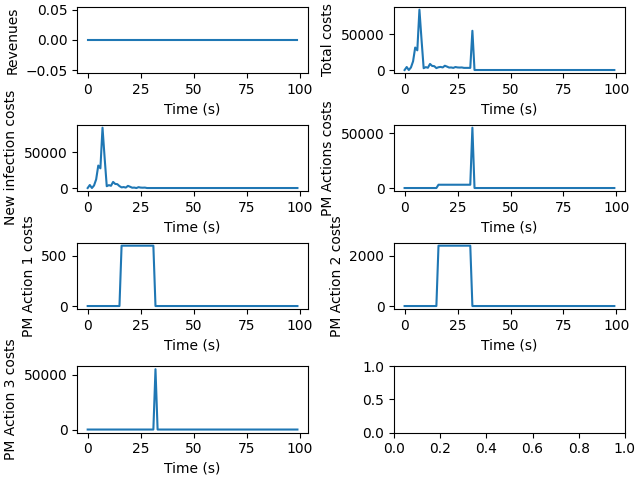 Revenues
0.05
0.00
−0.05
0 25 50 75 100
Time (s)
Total costs
50000
0
0 25 50 75 100
Time (s)
New infection costs
50000
0
0 25 50 75 100
Time (s)
PM Actions costs
50000
0
0 25 50 75 100
Time (s)
PM Action 1 costs
500
0
0 25 50 75 100
Time (s)
PM Action 2 costs
2000
0
0 25 50 75 100
Time (s)
PM Action 3 costs
50000
0
0 25 50 75 100
Time (s)
1.0
0.5
0.0
0.0 0.2 0.4 0.6 0.8 1.0